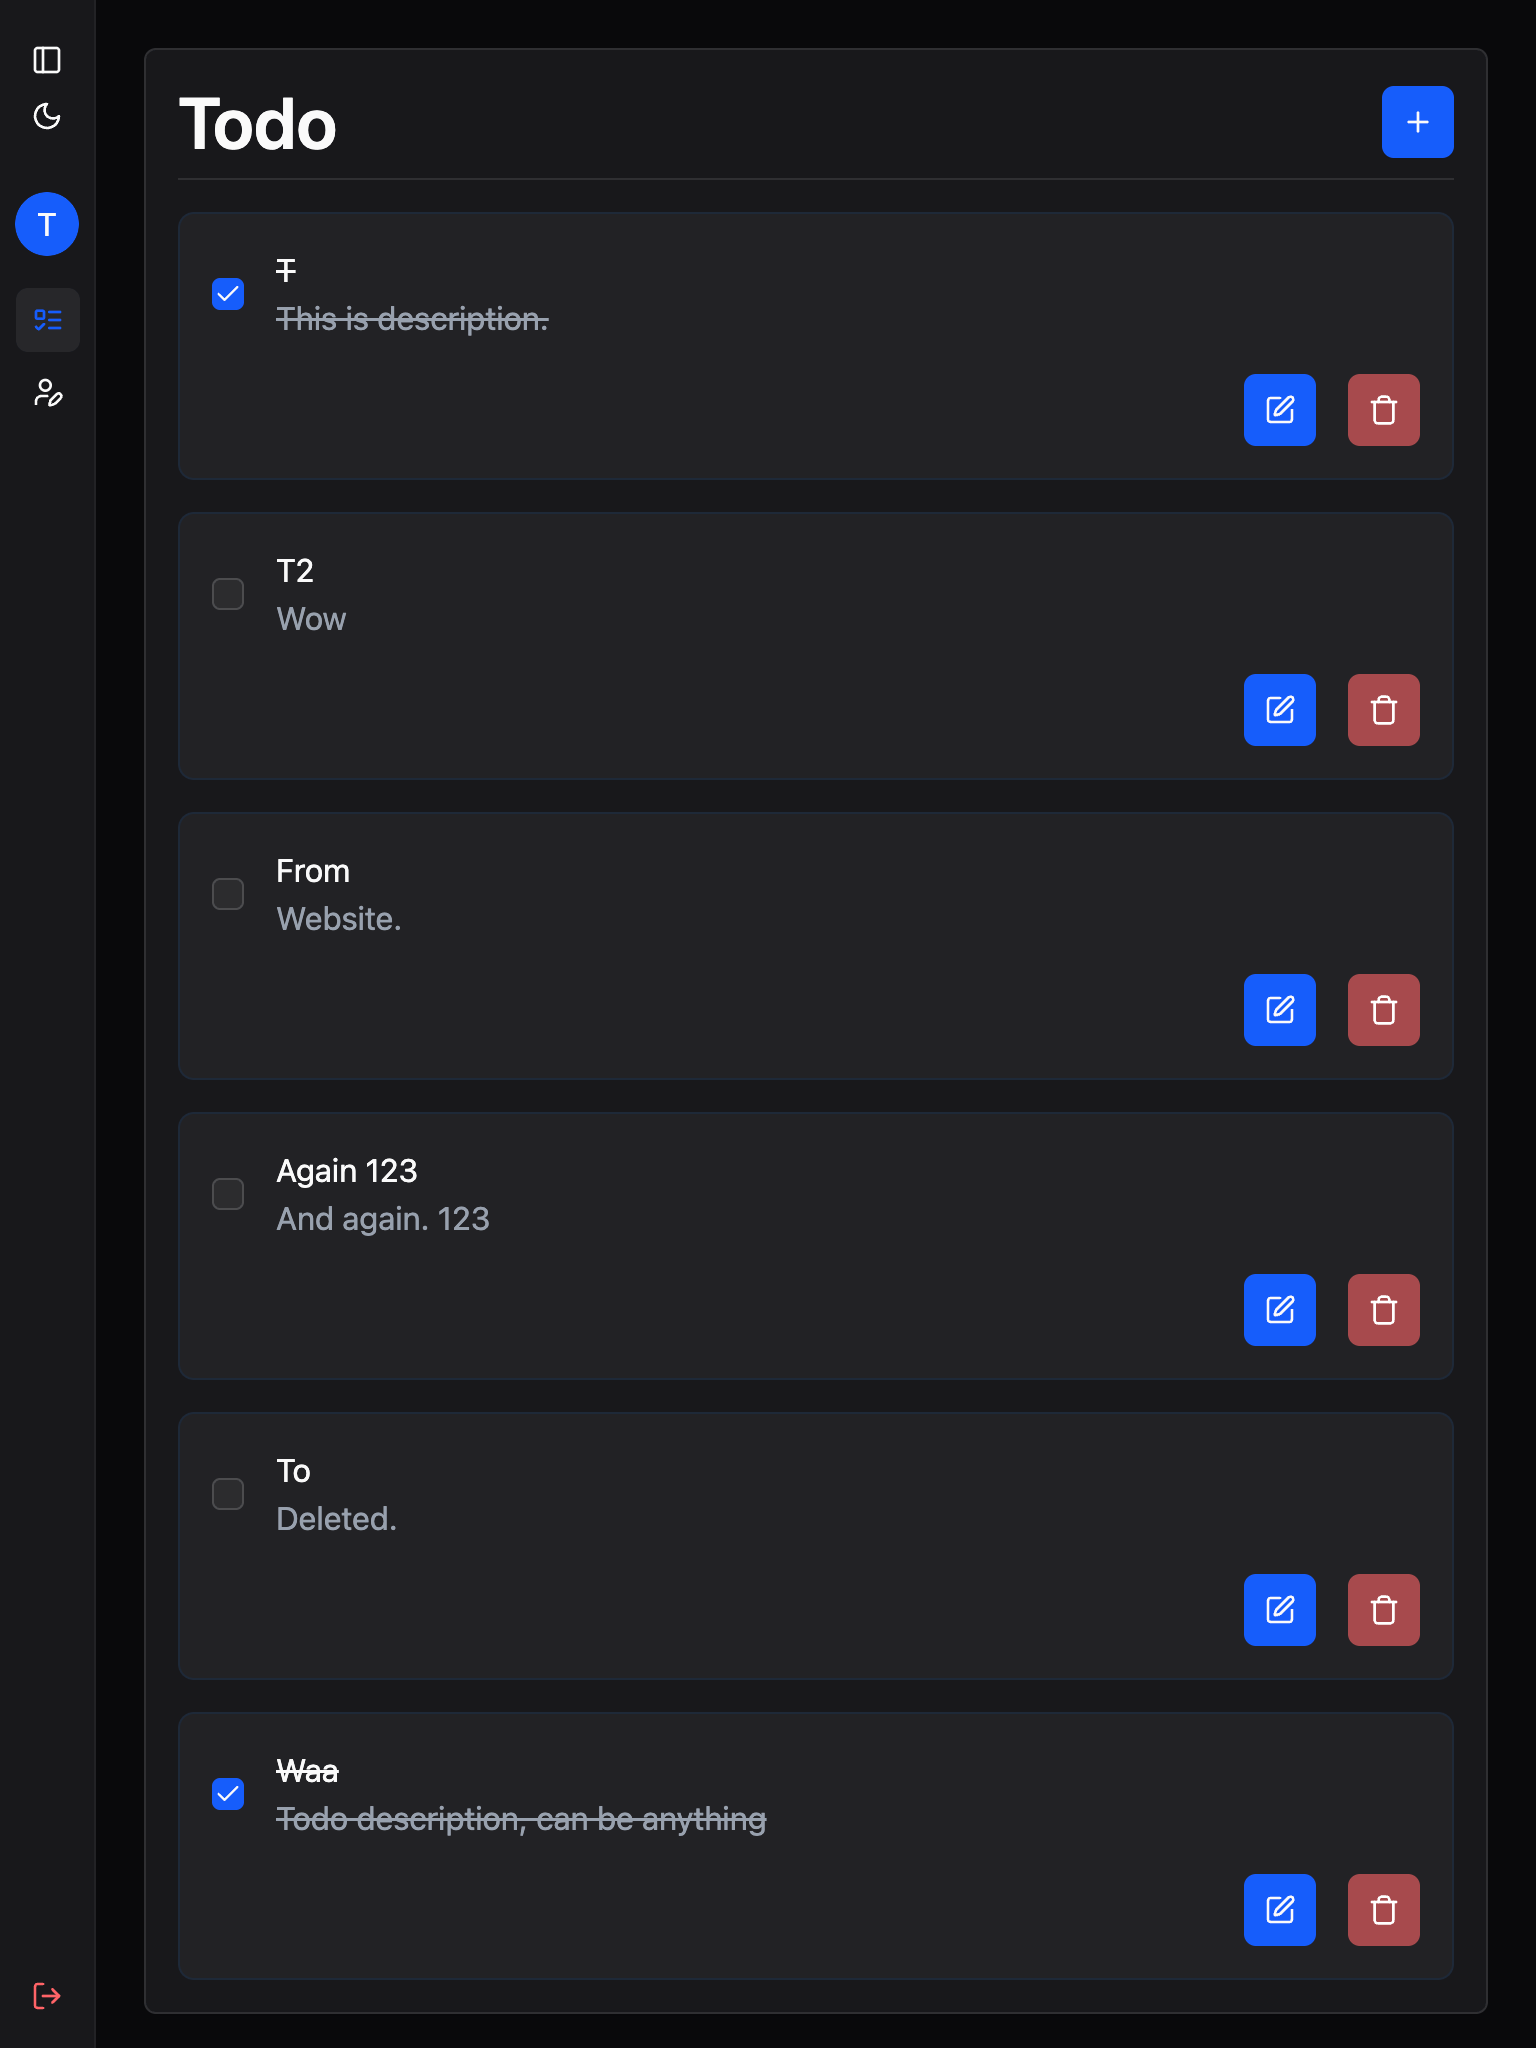 Todo
T
T
This is description.
T2
Wow
From
Website.
Again 123
And again. 123
To
Deleted.
Waa
Todo description, can be anything